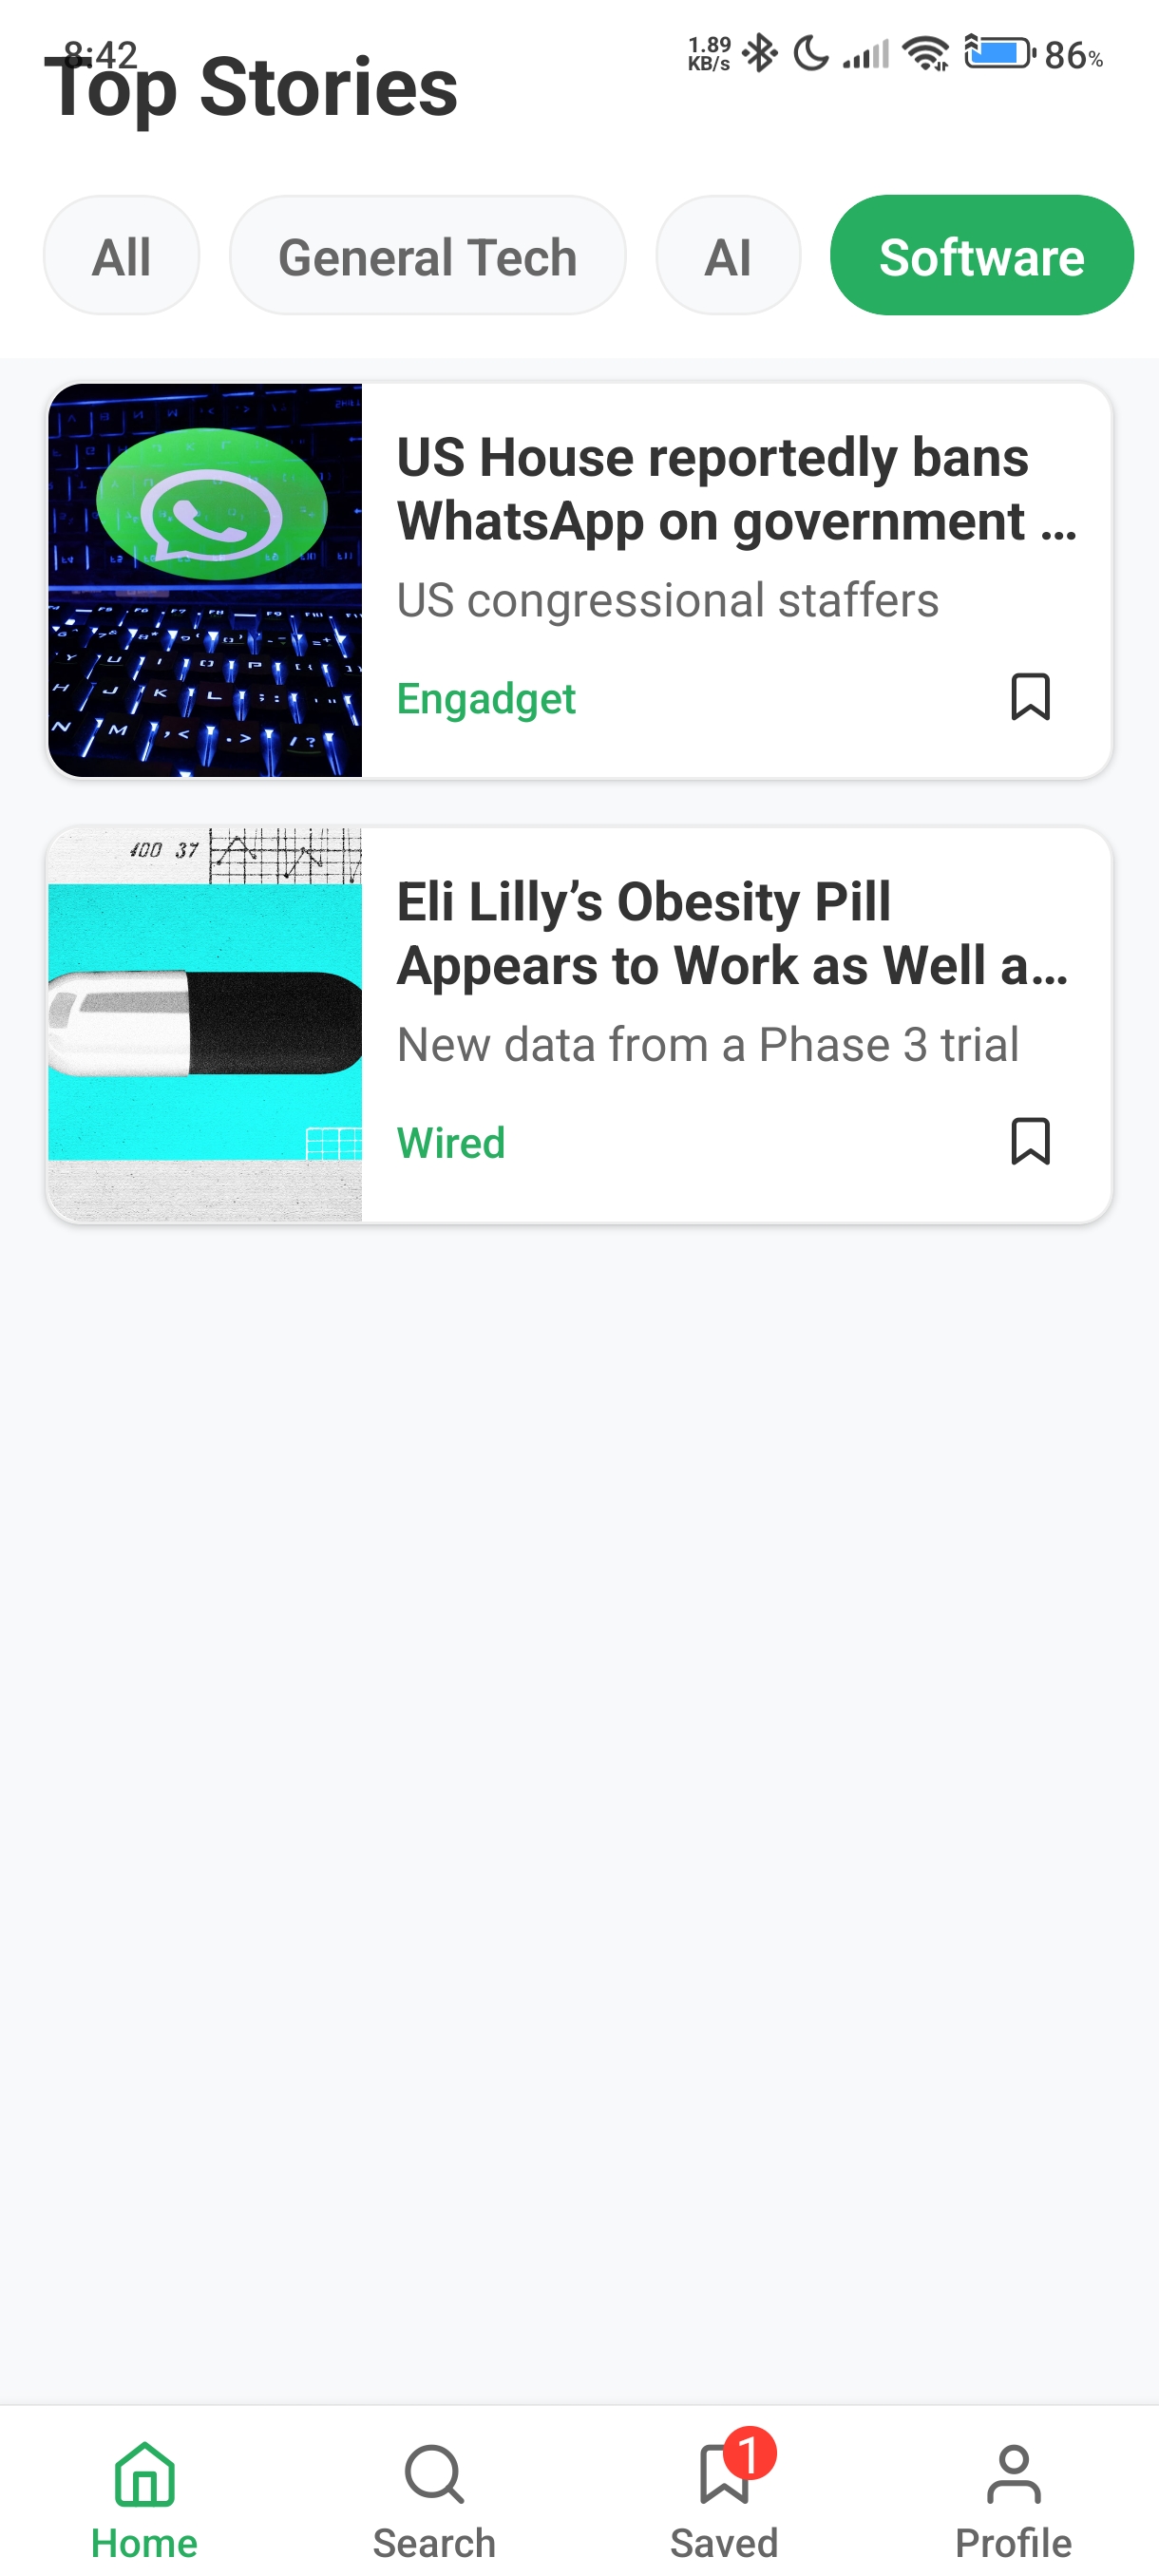 8:42
1.89
KB/s
86%
Top Stories
All
General Tech
AI
Software
US House reportedly bans
WhatsApp on government …
US congressional staffers
Engadget
400 37
Eli Lilly’s Obesity Pill
Appears to Work as Well a…
New data from a Phase 3 trial
Wired
1
Home
Search
Saved
Profile